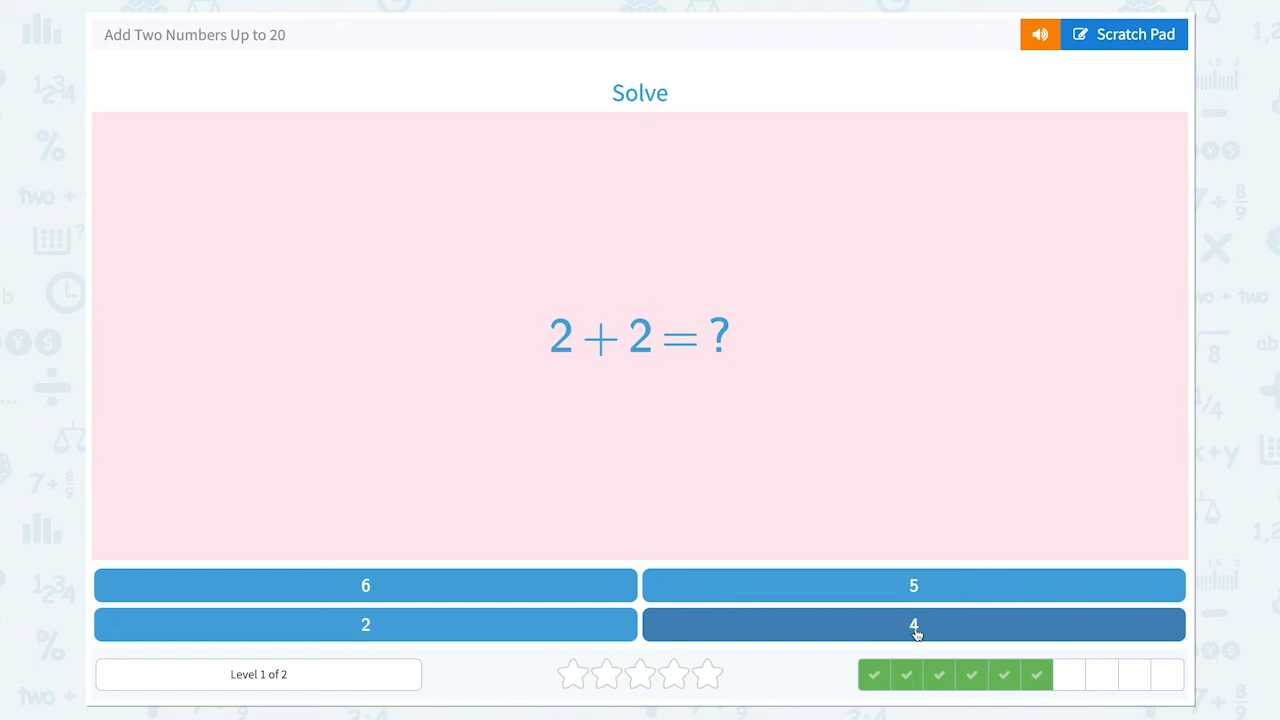 Add Two Numbers Up to 20
Scratch Pad
Solve
2 + 2 = ?
6
5
2
4
Level 1 of 2